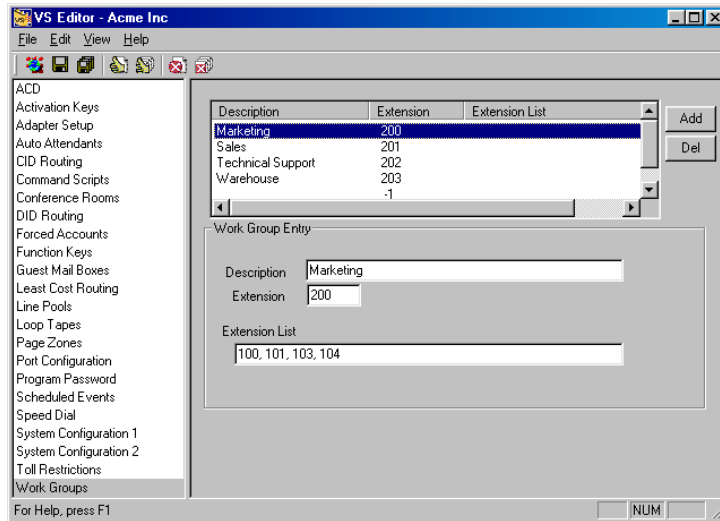 VS Editor - Acme Inc
File Edit View Help
ACD
Activation Keys
Adapter Setup
Auto Attendants
CID Routing
Command Scripts
Conference Rooms
DID Routing
Forced Accounts
Function Keys
Guest Mail Boxes
Least Cost Routing
Line Pools
Loop Tapes
Page Zones
Port Configuration
Program Password
Scheduled Events
Speed Dial
System Configuration 1
System Configuration 2
Toll Restrictions
Work Groups
Description Extension Extension List
Marketing 200
Sales 201
Technical Support 202
Warehouse 203
-1
Add
Del
Work Group Entry
Description Marketing
Extension 200
Extension List
100, 101, 103, 104
For Help, press F1
NUM